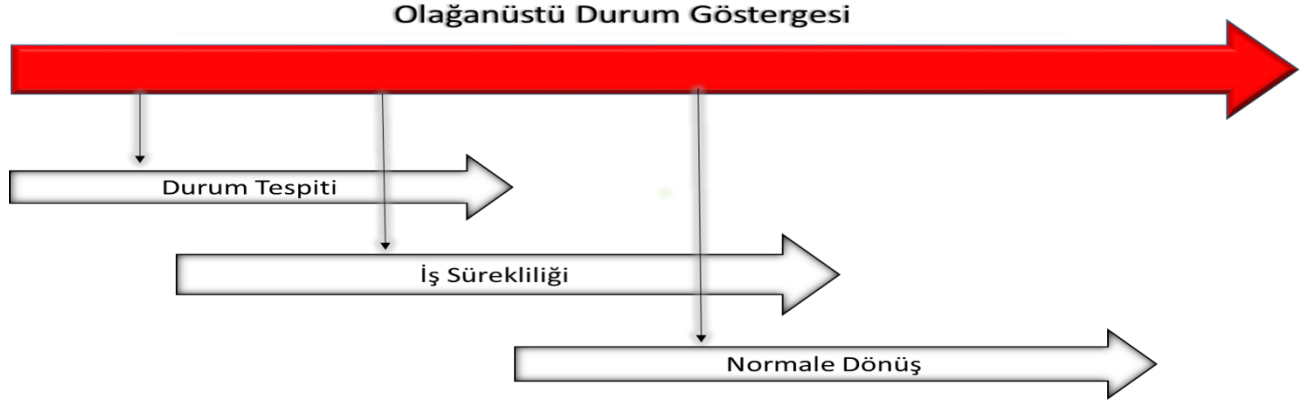 Olağanüstü Durum Göstergesi
Durum Tespiti
İş Sürekliliği
Normale Dönüş